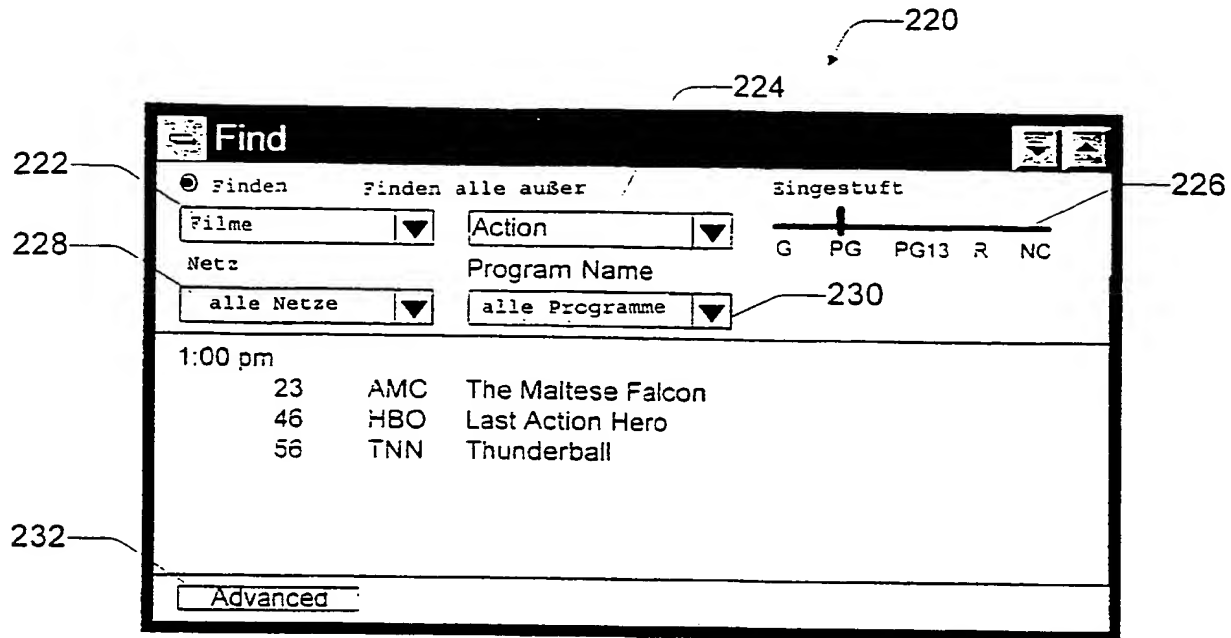 220
224
Find
222
Finden Finden alle außer Eingestuft
226
Filme Action
G PG PG13 R NC
228
Netz Program Name
alle Netze alle Programme
230
1:00 pm
23 AMC The Maltese Falcon
46 HBO Last Action Hero
56 TNN Thunderball
232
Advanced